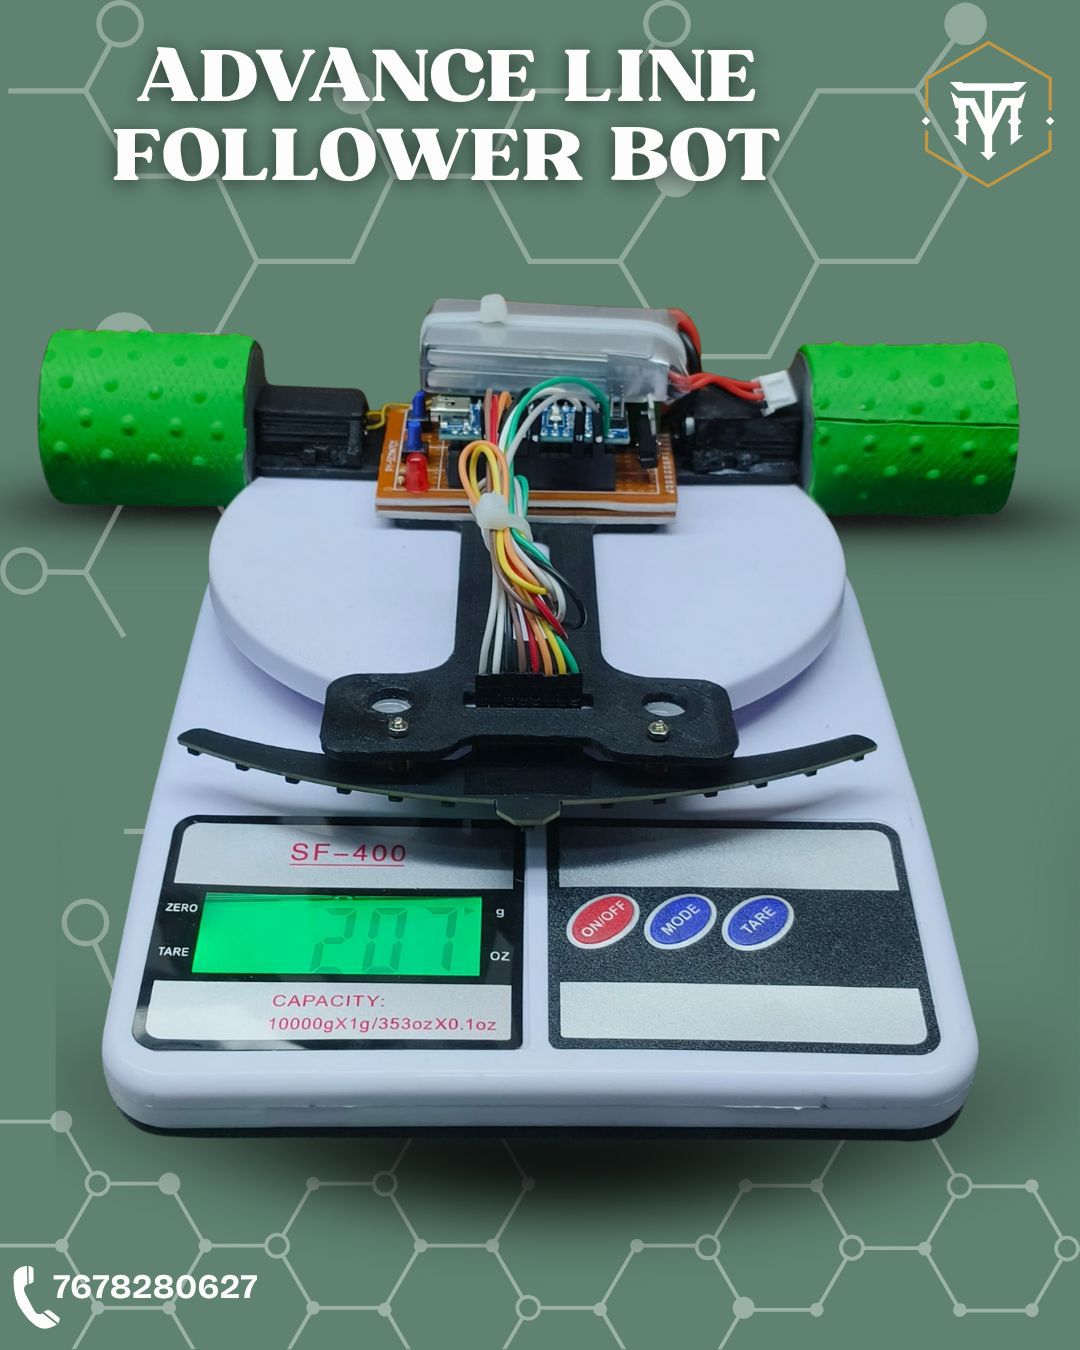 ADVANCE LINE
FOLLOWER BOT
SF-400
ZERO
g
207
TARE
OZ
CAPACITY:
10000gX1g/353ozX0.1oz
ON/OFF
MODE
TARE
7678280627